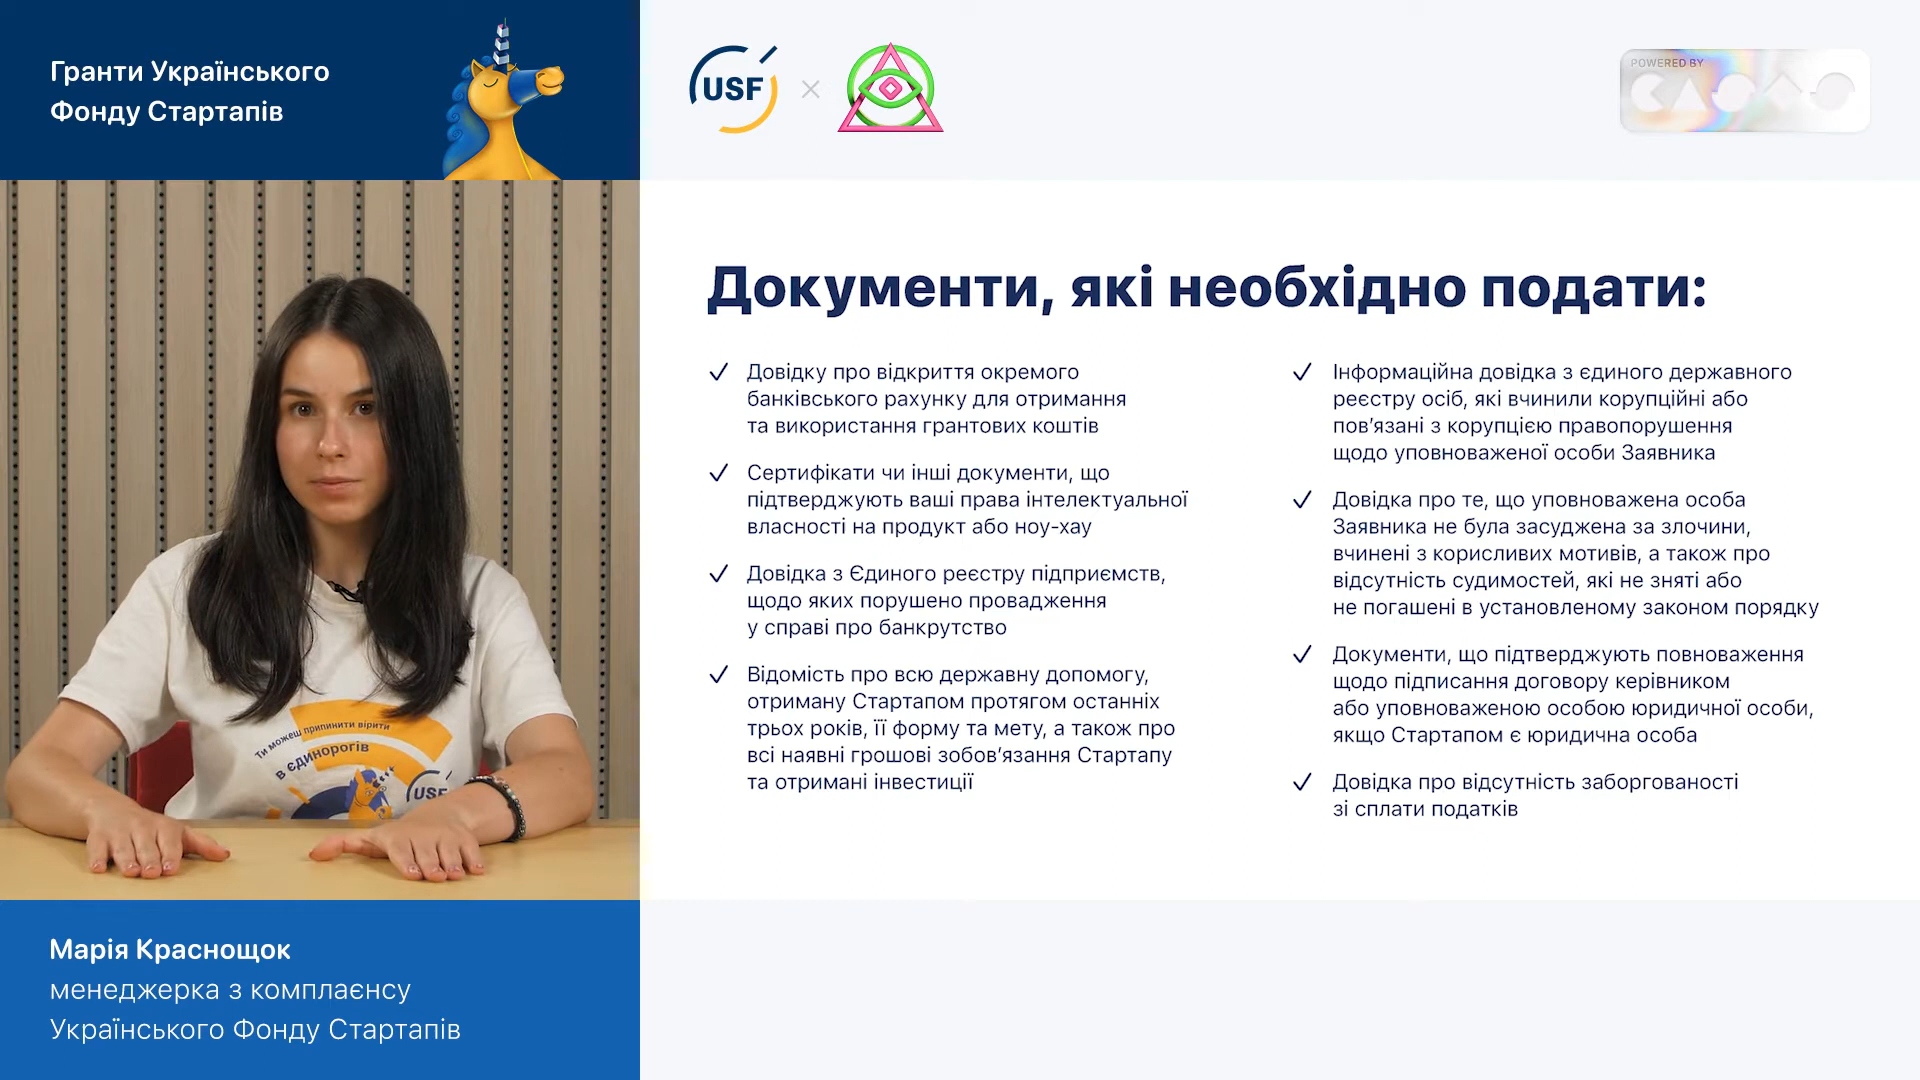 Гранти Українського
Фонду Стартапів
USF
POWERED BY
CASES
Документи, які необхідно подати:
Довідку про відкриття окремого
банківського рахунку для отримання
та використання грантових коштів
Сертифікати чи інші документи, що
підтверджують ваші права інтелектуальної
власності на продукт або ноу-хау
Довідка з Єдиного реєстру підприємств,
щодо яких порушено провадження
у справі про банкрутство
Відомість про всю державну допомогу,
отриману Стартапом протягом останніх
трьох років, її форму та мету, а також про
всі наявні грошові зобов’язання Стартапу
та отримані інвестиції
Інформаційна довідка з єдиного державного
реєстру осіб, які вчинили корупційні або
пов’язані з корупцією правопорушення
щодо уповноваженої особи Заявника
Довідка про те, що уповноважена особа
Заявника не була засуджена за злочини,
вчинені з корисливих мотивів, а також про
відсутність судимостей, які не зняті або
не погашені в установленому законом порядку
Документи, що підтверджують повноваження
щодо підписання договору керівником
або уповноваженою особою юридичної особи,
якщо Стартапом є юридична особа
Довідка про відсутність заборгованості
зі сплати податків
Ти можеш припинити вірити
в єдинорогів
USF
Марія Краснощок
менеджерка з комплаєнсу
Українського Фонду Стартапів